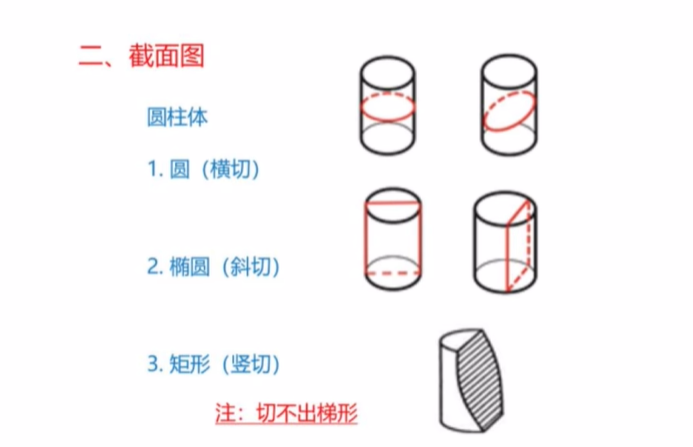 二、截面图
圆柱体
1. 圆（横切）
2. 椭圆（斜切）
3. 矩形（竖切）
注：切不出梯形